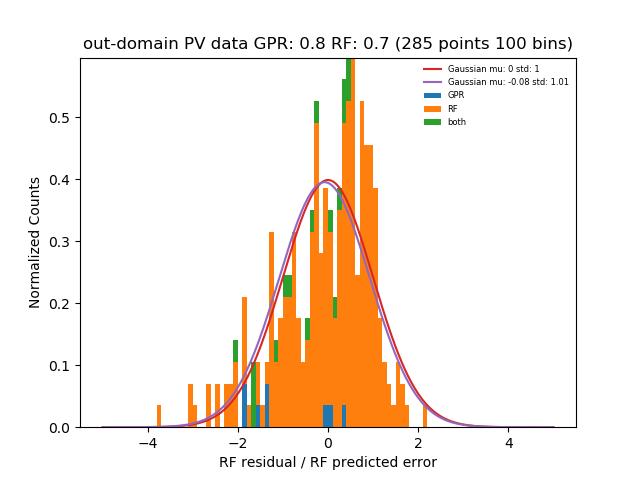 out-domain PV data GPR: 0.8 RF: 0.7 (285 points 100 bins)
Gaussian mu: 0 std: 1
Gaussian mu: -0.08 std: 1.01
GPR
RF
both
Normalized Counts
0.5
0.4
0.3
0.2
0.1
0.0
−4 −2 0 2 4
RF residual / RF predicted error